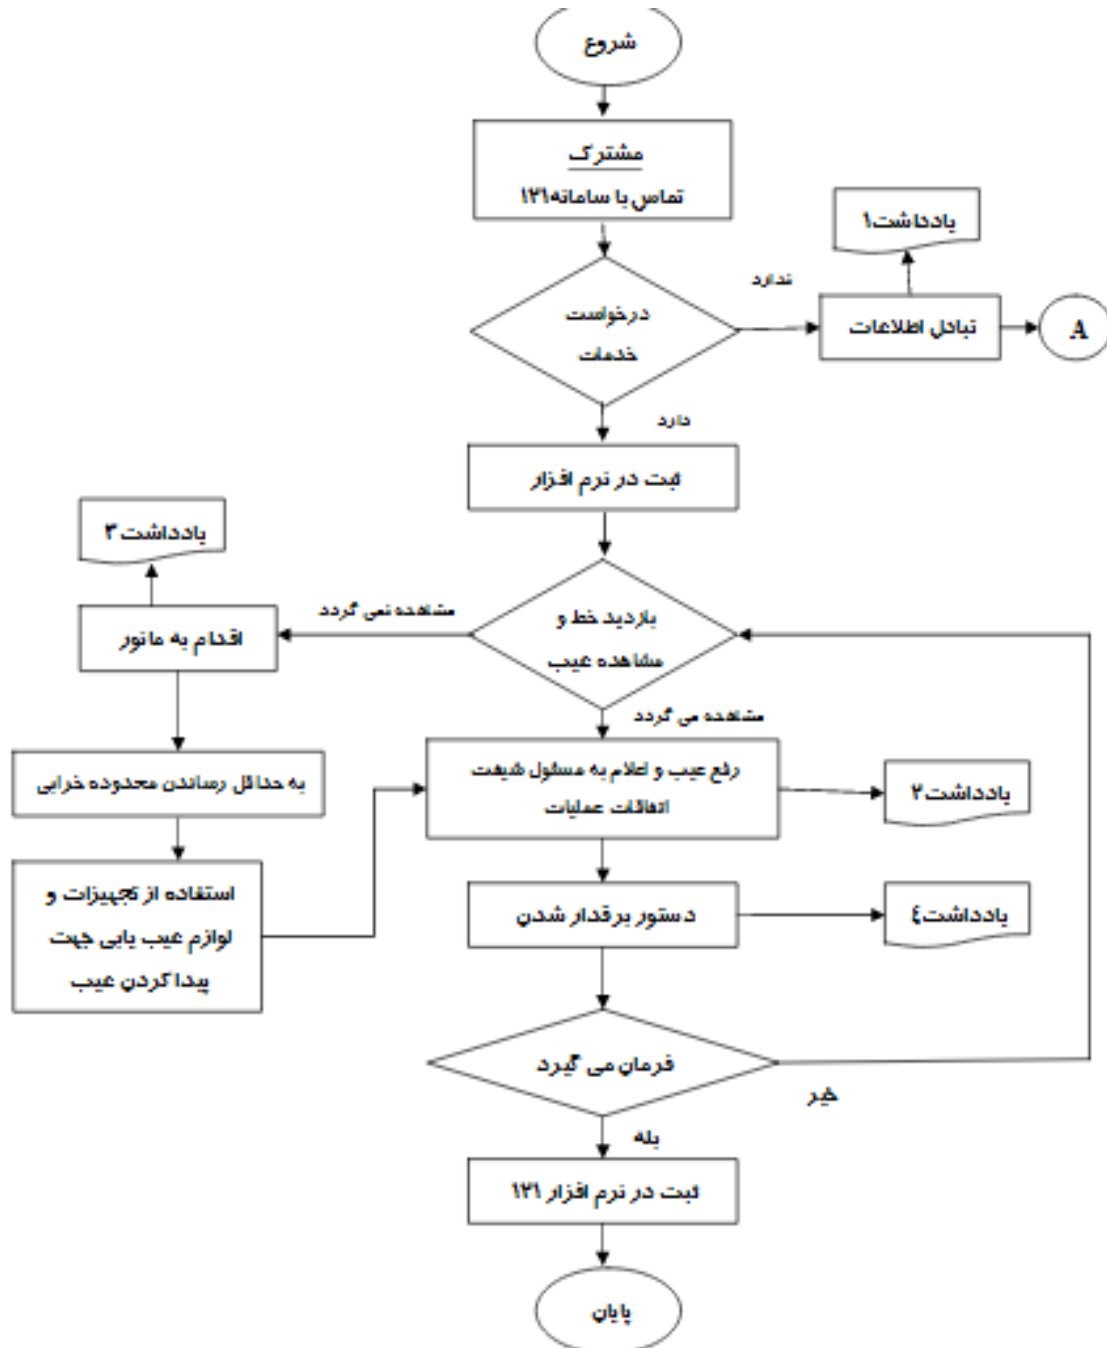 شروع
مشترک
تماس با سامانه۱۲۱
یادداشت۱
درخواست
خدمات
ندارد
تبادل اطلاعات
A
دارد
ثبت در نرم افزار
یادداشت۳
بازدید خط و
مشاهده عیب
مشاهده نمی گردد
اقدام به مانور
مشاهده می گردد
به حداقل رساندن محدوده خرابی
رفع عیب و اعلام به مسئول شیفت
اتفاقات عملیات
یادداشت۲
استفاده از تجهیزات و
لوازم عیب یابی جهت
پیدا کردن عیب
دستور برقدار شدن
یادداشت٤
فرمان می گیرد
خیر
بله
ثبت در نرم افزار ۱۲۱
پایان